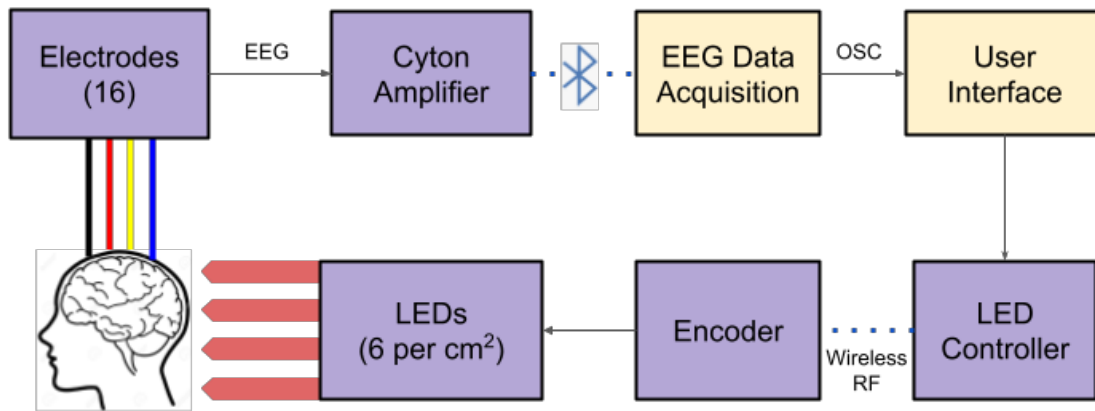 Electrodes
(16)
EEG
Cyton
Amplifier
EEG Data
Acquisition
OSC
User
Interface
LEDs
(6 per cm²)
Encoder
Wireless
RF
LED
Controller